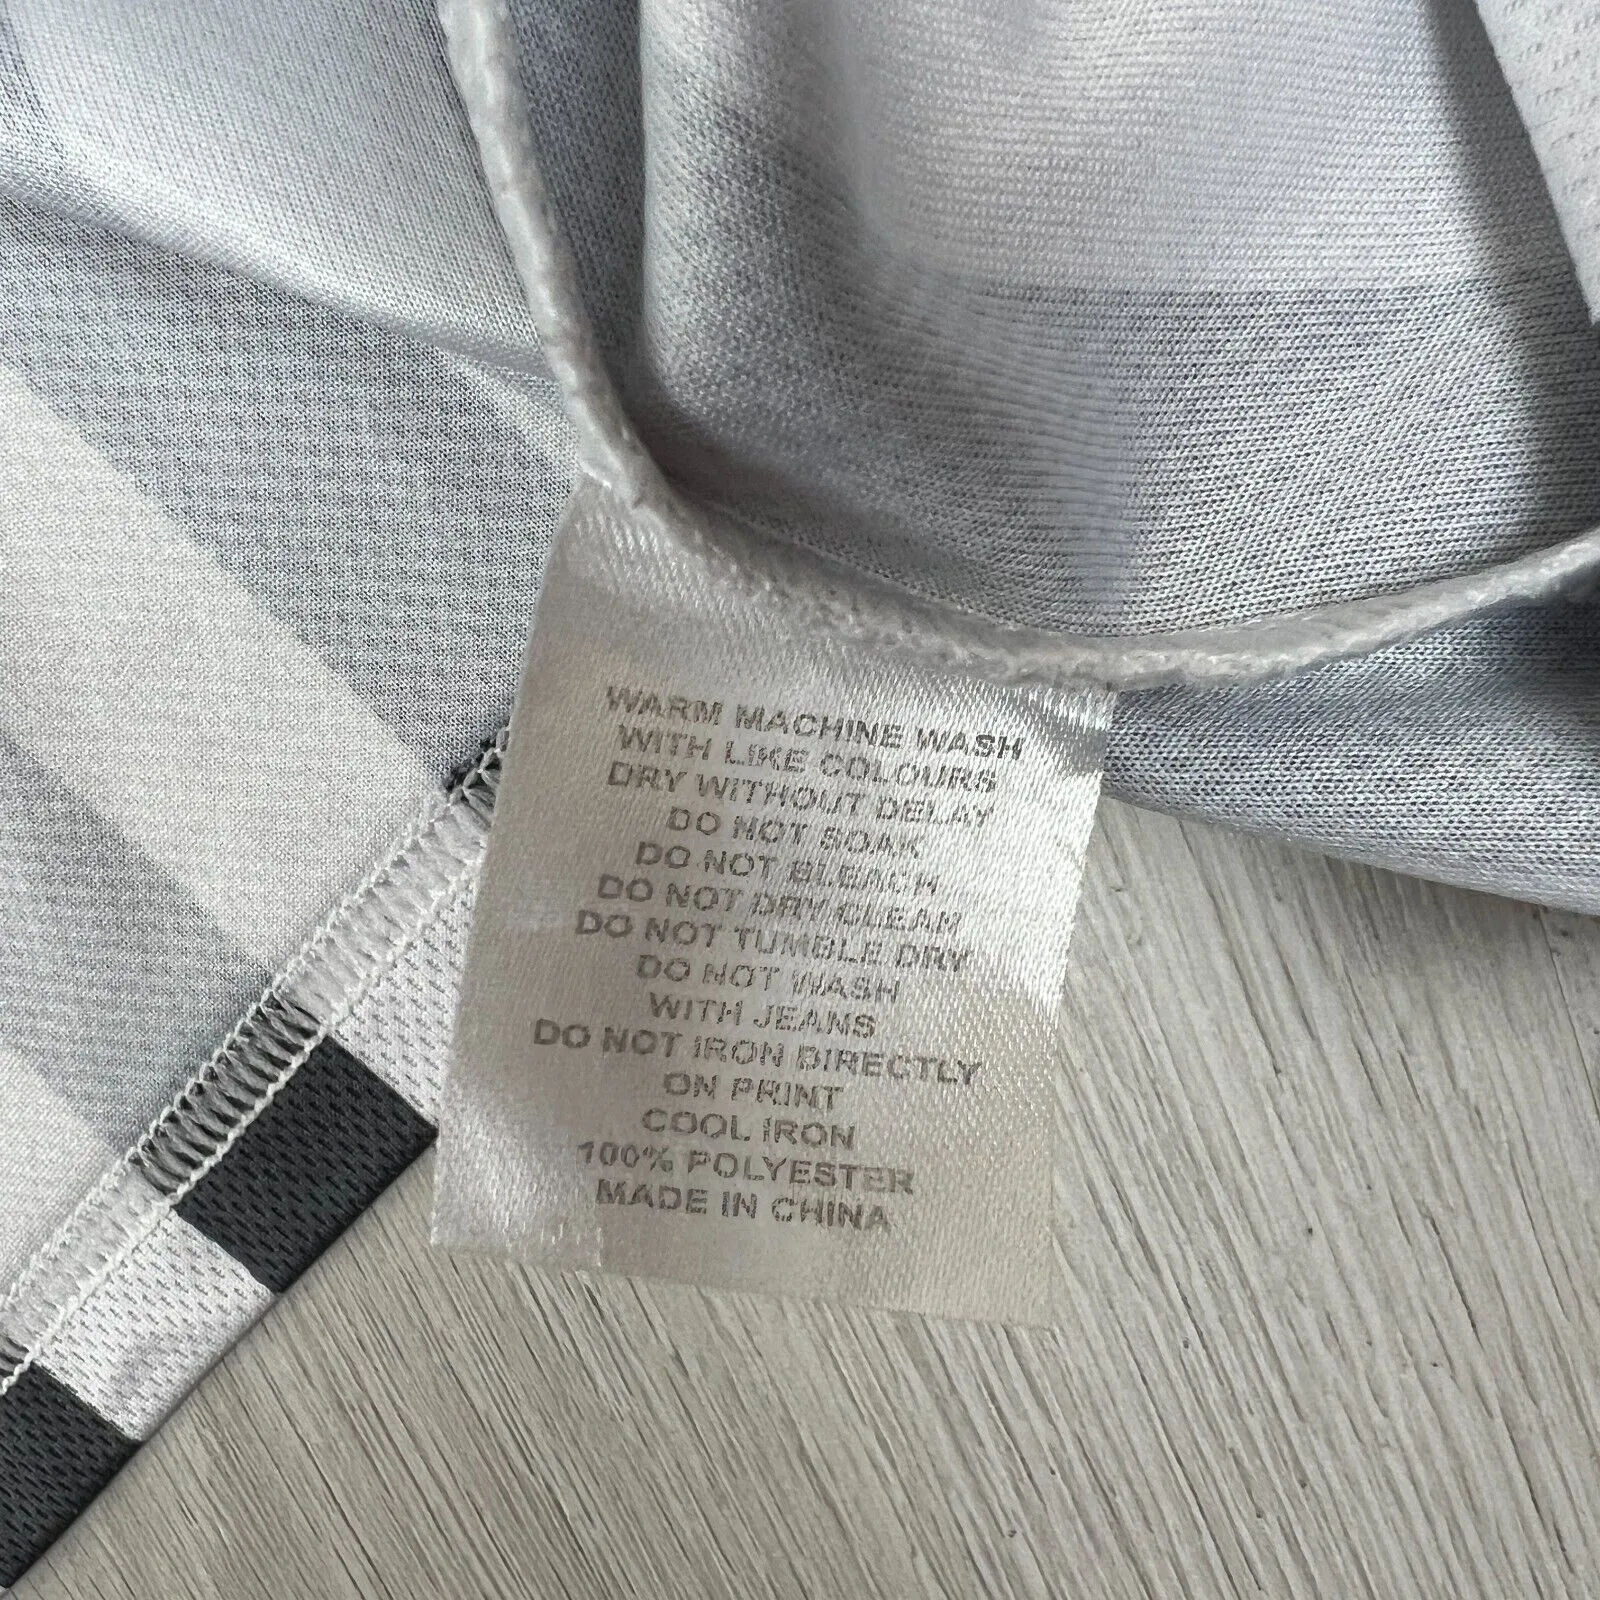 WARM MACHINE WASH
WITH LIKE COLOURS
DRY WITHOUT DELAY
DO NOT SOAK
DO NOT BLEACH
DO NOT DRY CLEAN
DO NOT TUMBLE DRY
DO NOT WASH
WITH JEANS
DO NOT IRON DIRECTLY
ON PRINT
COOL IRON
100% POLYESTER
MADE IN CHINA